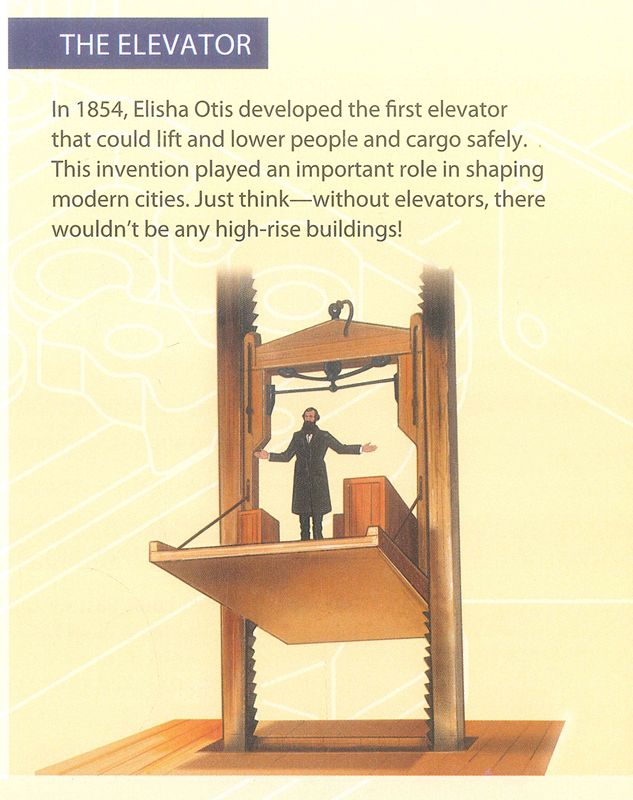 THE ELEVATOR
In 1854, Elisha Otis developed the first elevator
that could lift and lower people and cargo safely.
This invention played an important role in shaping
modern cities. Just think—without elevators, there
wouldn't be any high-rise buildings!